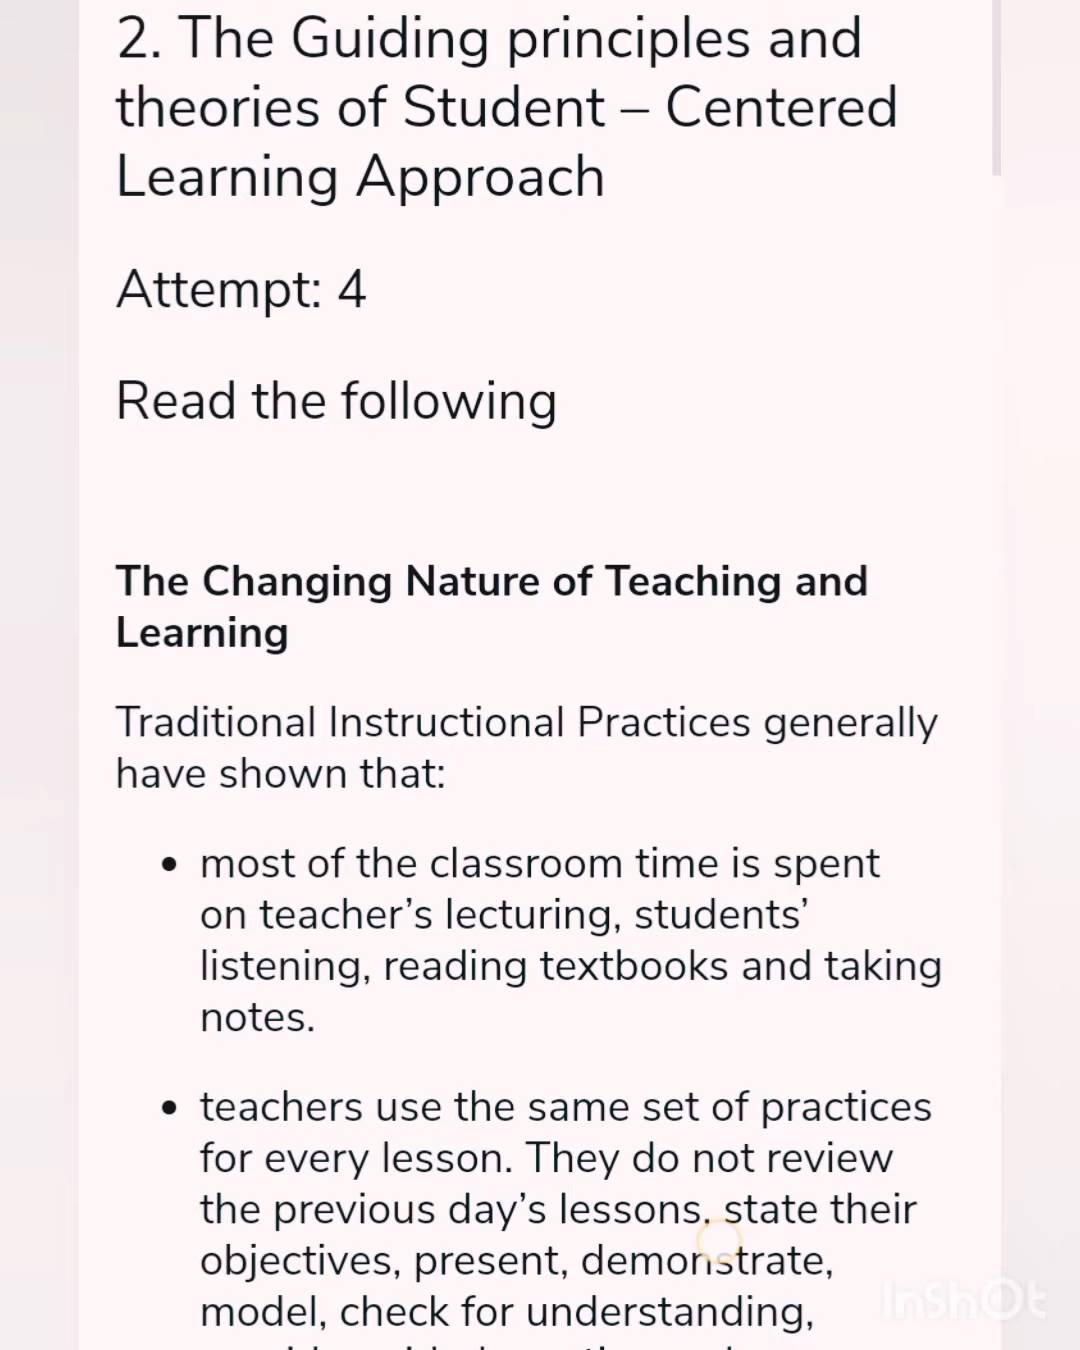 2. The Guiding principles and
theories of Student – Centered
Learning Approach
Attempt: 4
Read the following
The Changing Nature of Teaching and
Learning
Traditional Instructional Practices generally
have shown that:
• most of the classroom time is spent
on teacher’s lecturing, students’
listening, reading textbooks and taking
notes.
• teachers use the same set of practices
for every lesson. They do not review
the previous day’s lessons, state their
objectives, present, demonstrate,
model, check for understanding,
InShOt